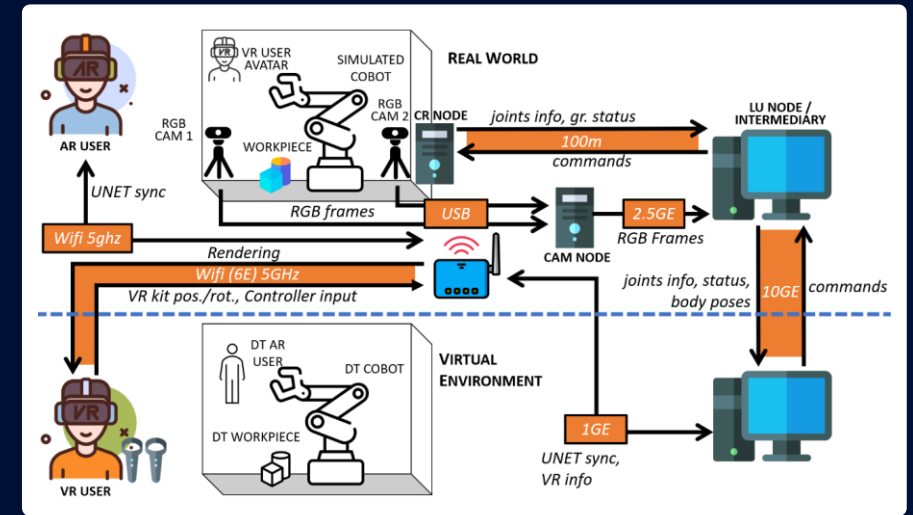 AR
AR USER
VR
VR USER
AVATAR
SIMULATED
COBOT
REAL WORLD
RGB
CAM 1
RGB
CAM 2
CR NODE
WORKPIECE
joints info, gr. status
100m
commands
LU NODE /
INTERMEDIARY
UNET sync
RGB frames
USB
2.5GE
RGB Frames
CAM NODE
Wifi 5ghz
Rendering
Wifi (6E) 5GHz
VR kit pos./rot., Controller input
joints info, status,
body poses
10GE
commands
DT AR
USER
DT COBOT
VIRTUAL
ENVIRONMENT
DT WORKPIECE
VR
VR USER
1GE
UNET sync,
VR info